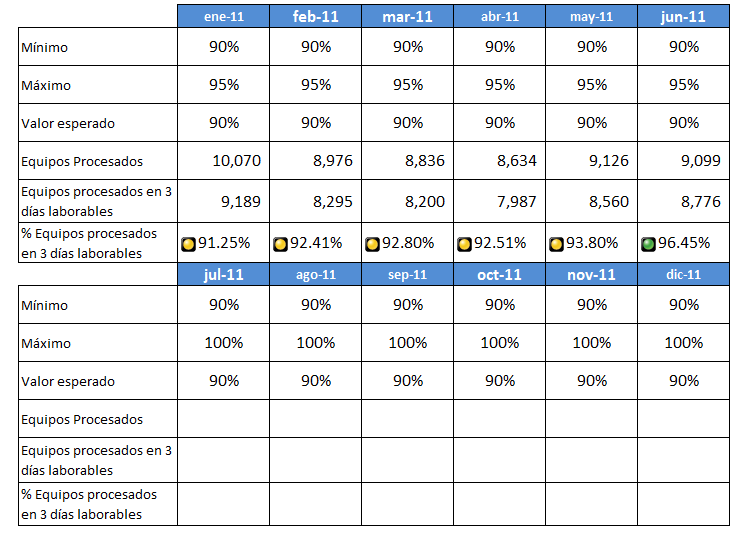 ene-11 feb-11 mar-11 abr-11 may-11 jun-11
Mínimo 90% 90% 90% 90% 90% 90%
Máximo 95% 95% 95% 95% 95% 95%
Valor esperado 90% 90% 90% 90% 90% 90%
Equipos Procesados 10,070 8,976 8,836 8,634 9,126 9,099
Equipos procesados en 3
días laborables 9,189 8,295 8,200 7,987 8,560 8,776
% Equipos procesados
en 3 días laborables 91.25% 92.41% 92.80% 92.51% 93.80% 96.45%
jul-11 ago-11 sep-11 oct-11 nov-11 dic-11
Mínimo 90% 90% 90% 90% 90% 90%
Máximo 100% 100% 100% 100% 100% 100%
Valor esperado 90% 90% 90% 90% 90% 90%
Equipos Procesados
Equipos procesados en 3
días laborables
% Equipos procesados
en 3 días laborables